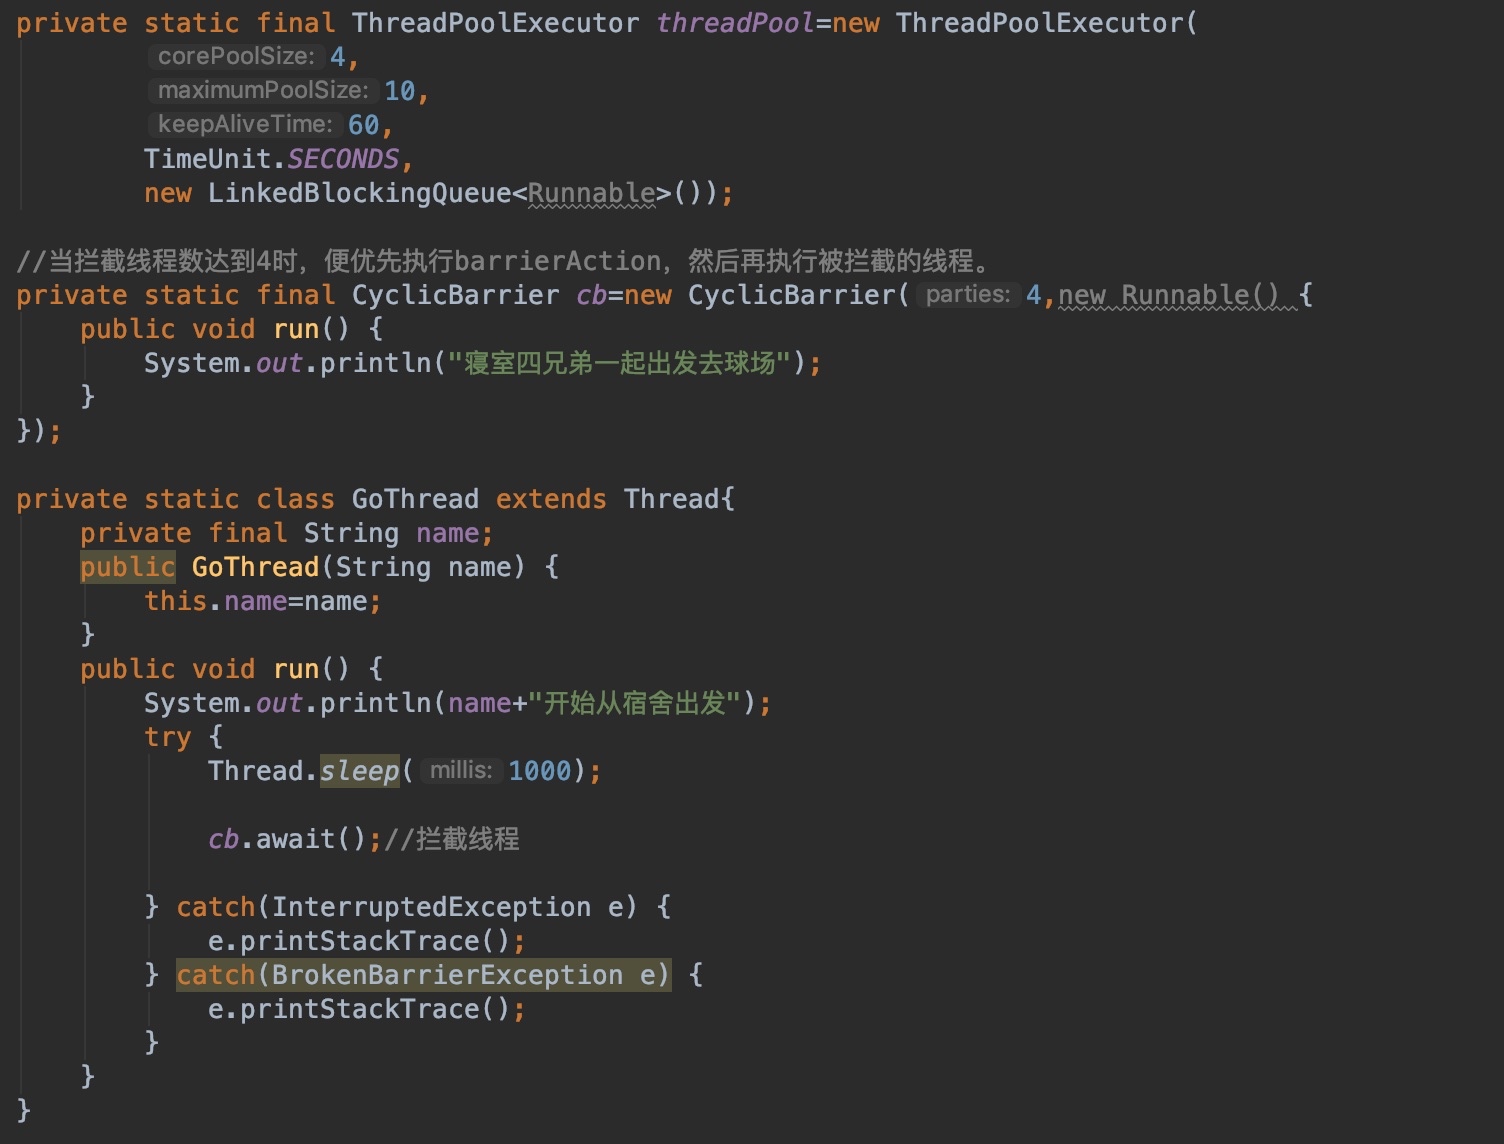 private static final ThreadPoolExecutor threadPool=new ThreadPoolExecutor(
corePoolSize: 4,
maximumPoolSize: 10,
keepAliveTime: 60,
TimeUnit.SECONDS,
new LinkedBlockingQueue<Runnable>());
//当拦截线程数达到4时，便优先执行barrierAction，然后再执行被拦截的线程。
private static final CyclicBarrier cb=new CyclicBarrier( parties: 4,new Runnable() {
public void run() {
System.out.println("寝室四兄弟一起出发去球场");
}
});
private static class GoThread extends Thread{
private final String name;
public GoThread(String name) {
this.name=name;
}
public void run() {
System.out.println(name+"开始从宿舍出发");
try {
Thread.sleep( millis: 1000);
cb.await();//拦截线程
} catch(InterruptedException e) {
e.printStackTrace();
} catch(BrokenBarrierException e) {
e.printStackTrace();
}
}
}